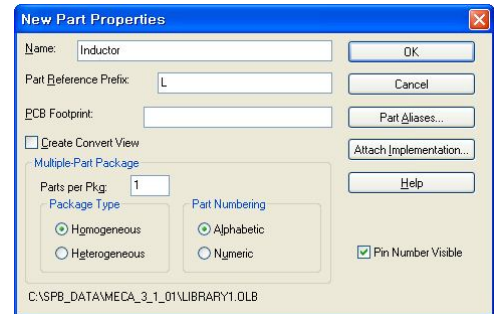 New Part Properties
Name: Inductor
OK
Part Reference Prefix: L
Cancel
PCB Footprint:
Part Aliases...
Create Convert View
Attach Implementation...
Multiple-Part Package
Parts per Pkg: 1
Help
Package Type
Part Numbering
Homogeneous
Alphabetic
Heterogeneous
Numeric
Pin Number Visible
C:\SPB_DATA\MECA_3_1_01\LIBRARY1.OLB